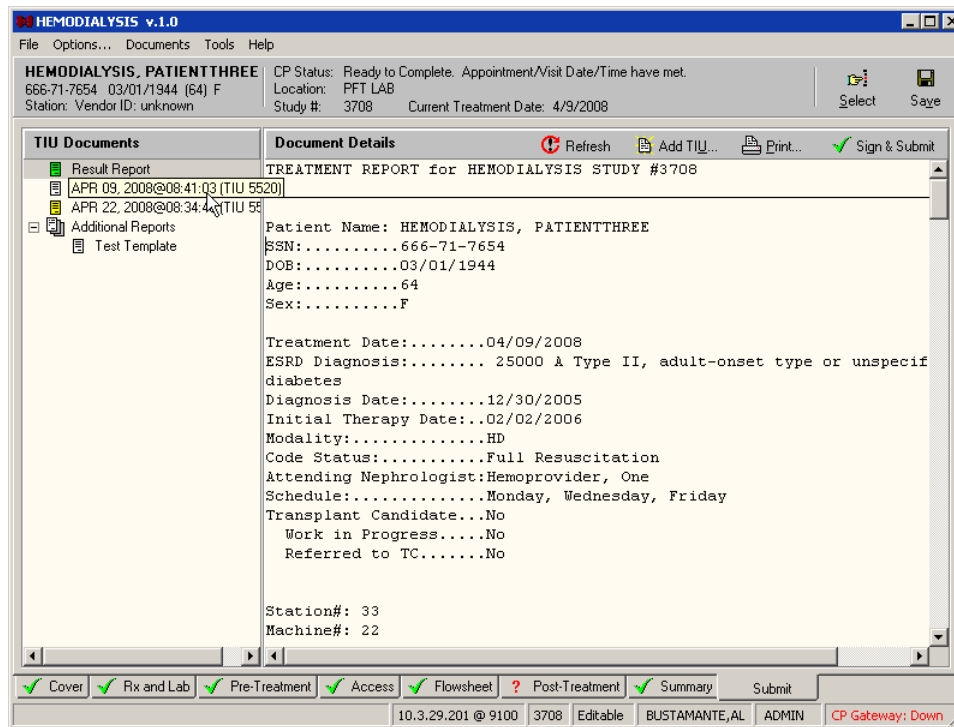 HEMODIALYSIS v.1.0
File Options... Documents Tools Help
HEMODIALYSIS, PATIENTTHREE
666-71-7654 03/01/1944 (64) F
Station: Vendor ID: unknown
CP Status: Ready to Complete. Appointment/Visit Date/Time have met.
Location: PFT LAB
Study #: 3708 Current Treatment Date: 4/9/2008
Select Save
TIU Documents
Result Report
APR 09, 2008@08:41:03 (TIU 5520)
APR 22, 2008@08:34:4 (TIU 55
Additional Reports
Test Template
Document Details Refresh Add TIU... Print... Sign & Submit
TREATMENT REPORT for HEMODIALYSIS STUDY #3708
Patient Name: HEMODIALYSIS, PATIENTTHREE
SSN:..........666-71-7654
DOB:..........03/01/1944
Age:..........64
Sex:..........F
Treatment Date:........04/09/2008
ESRD Diagnosis:........ 25000 A Type II, adult-onset type or unspecif
diabetes
Diagnosis Date:........12/30/2005
Initial Therapy Date:..02/02/2006
Modality:..............HD
Code Status:...........Full Resuscitation
Attending Nephrologist:Hemoprovider, One
Schedule:..............Monday, Wednesday, Friday
Transplant Candidate...No
Work in Progress.....No
Referred to TC.......No
Station#: 33
Machine#: 22
Cover Rx and Lab Pre-Treatment Access Flowsheet ? Post-Treatment Summary Submit
10.3.29.201 @ 9100 3708 Editable BUSTAMANTE,AL ADMIN CP Gateway: Down